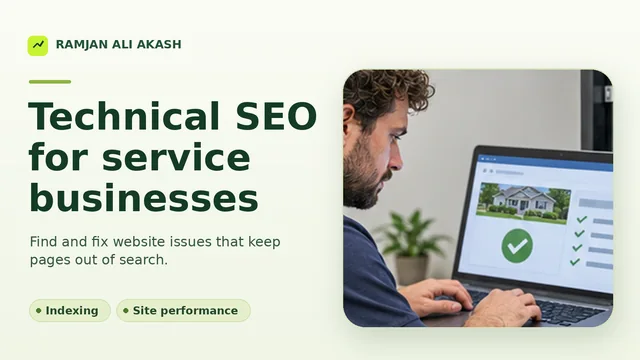 RAMJAN ALI AKASH
Technical SEO
for service
businesses
Find and fix website issues that keep
pages out of search.
Indexing
Site performance